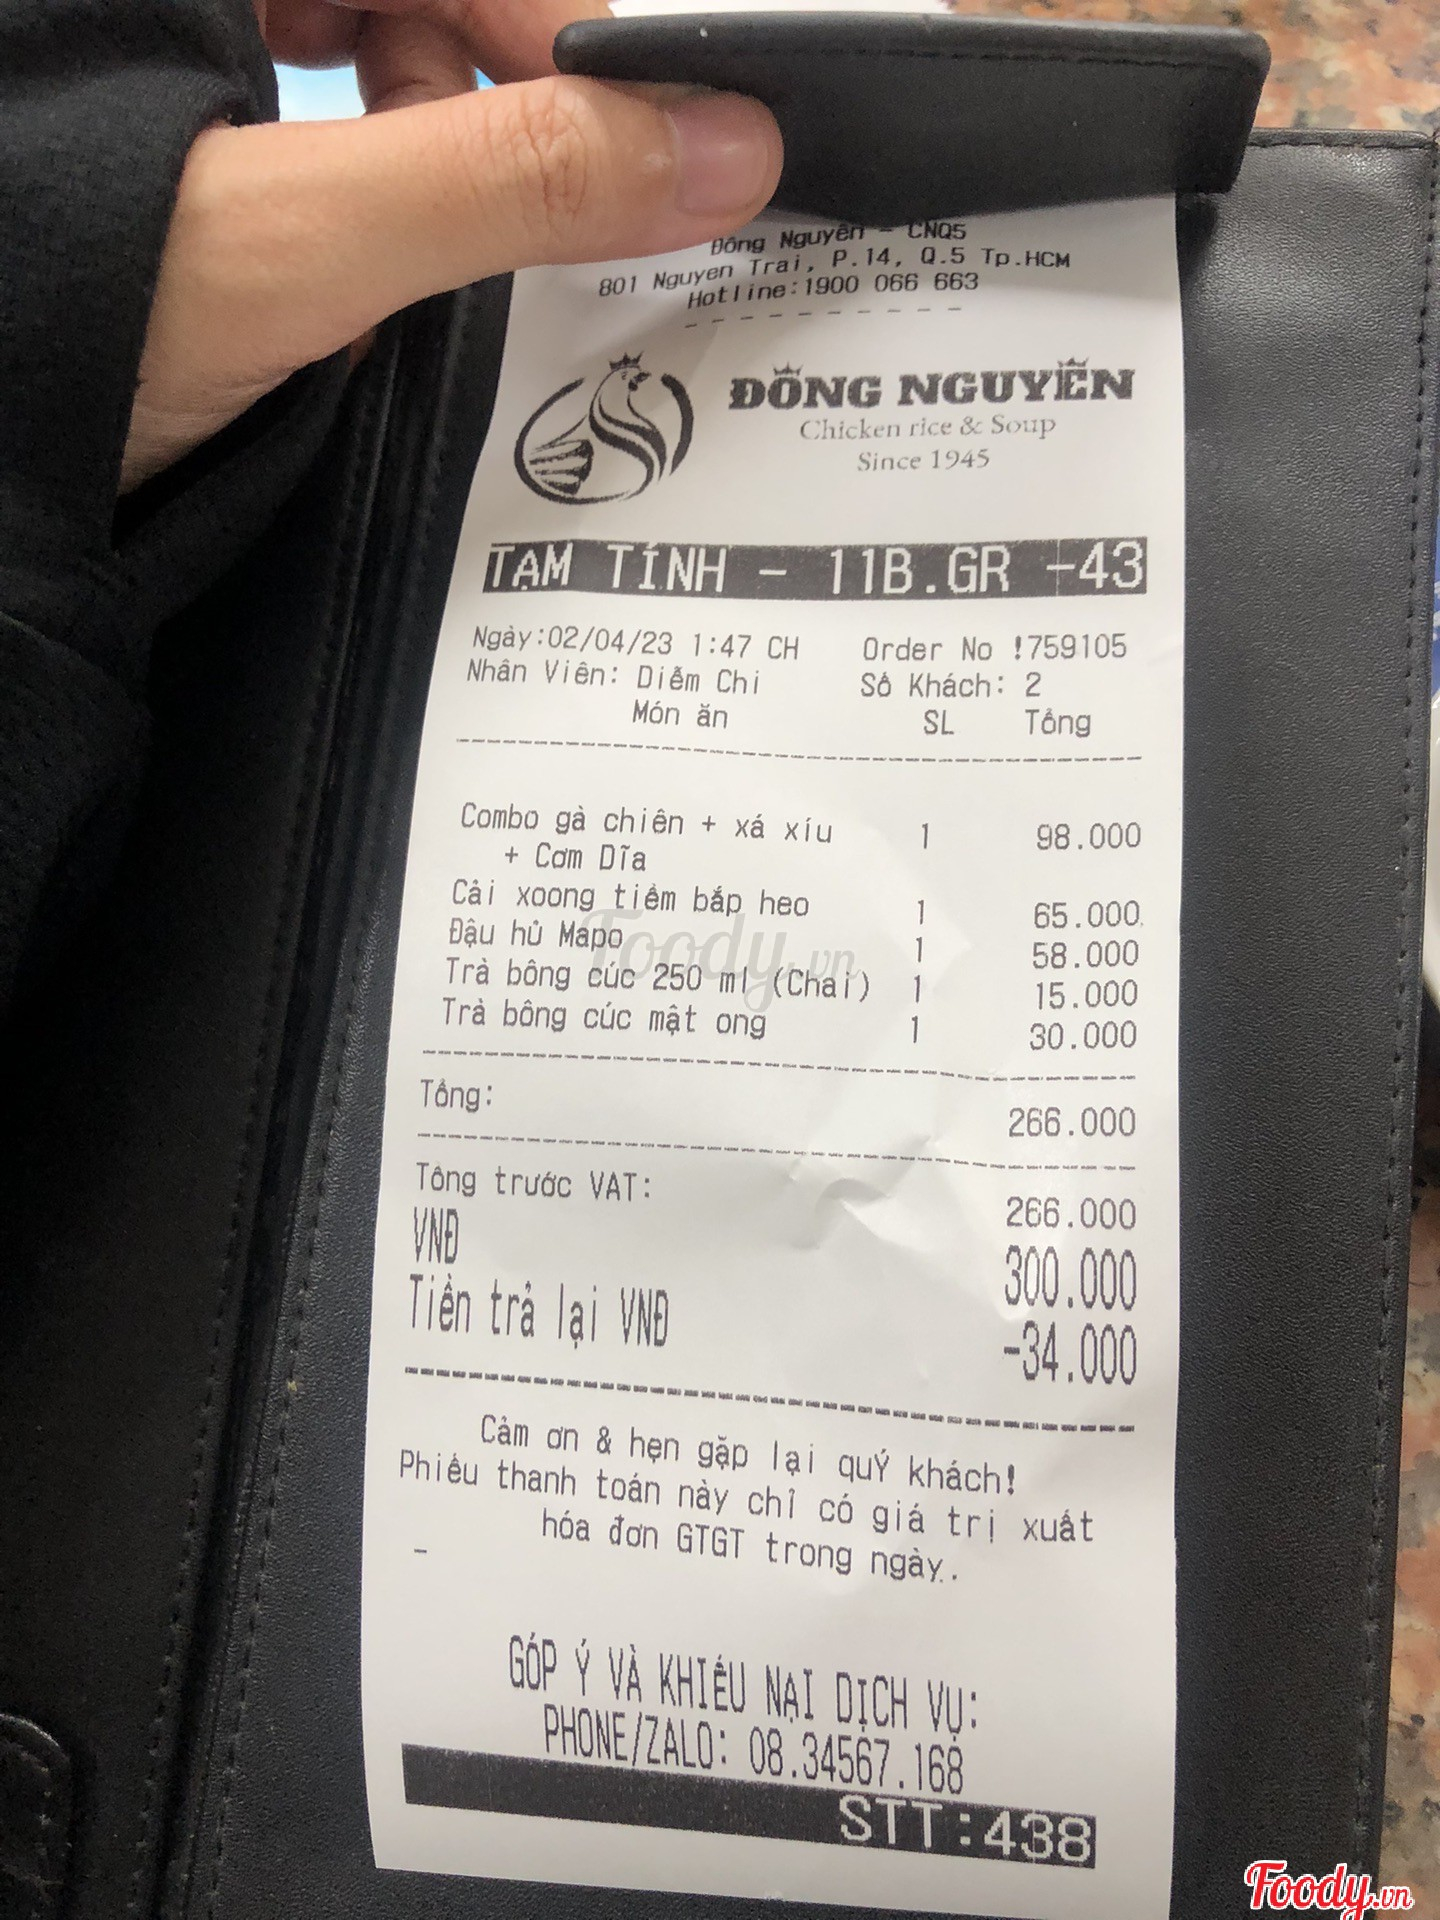 Đông Nguyên - CNQ5
801 Nguyen Trai, P.14, Q.5 Tp.HCM
Hotline:1900 066 663
ĐÔNG NGUYÊN
Chicken rice & Soup
Since 1945
TẠM TÍNH - 11B.GR -43
Ngày:02/04/23 1:47 CH Order No !759105
Nhân Viên: Diễm Chi Số Khách: 2
Món ăn SL Tổng
Combo gà chiên + xá xíu 1 98.000
+ Cơm Dĩa
Cải xoong tiềm bắp heo 1 65.000
Đậu hủ Mapo 1 58.000
Trà bông cúc 250 ml (Chai) 1 15.000
Trà bông cúc mật ong 1 30.000
Tổng: 266.000
Tổng trước VAT: 266.000
VNĐ 300.000
Tiền trả lại VNĐ -34.000
Cảm ơn & hẹn gặp lại quý khách!
Phiếu thanh toán này chỉ có giá trị xuất
hóa đơn GTGT trong ngày..
GÓP Ý VÀ KHIẾU NẠI DỊCH VỤ:
PHONE/ZALO: 08.34567.168
STT:438
Foody.vn
Foody.vn